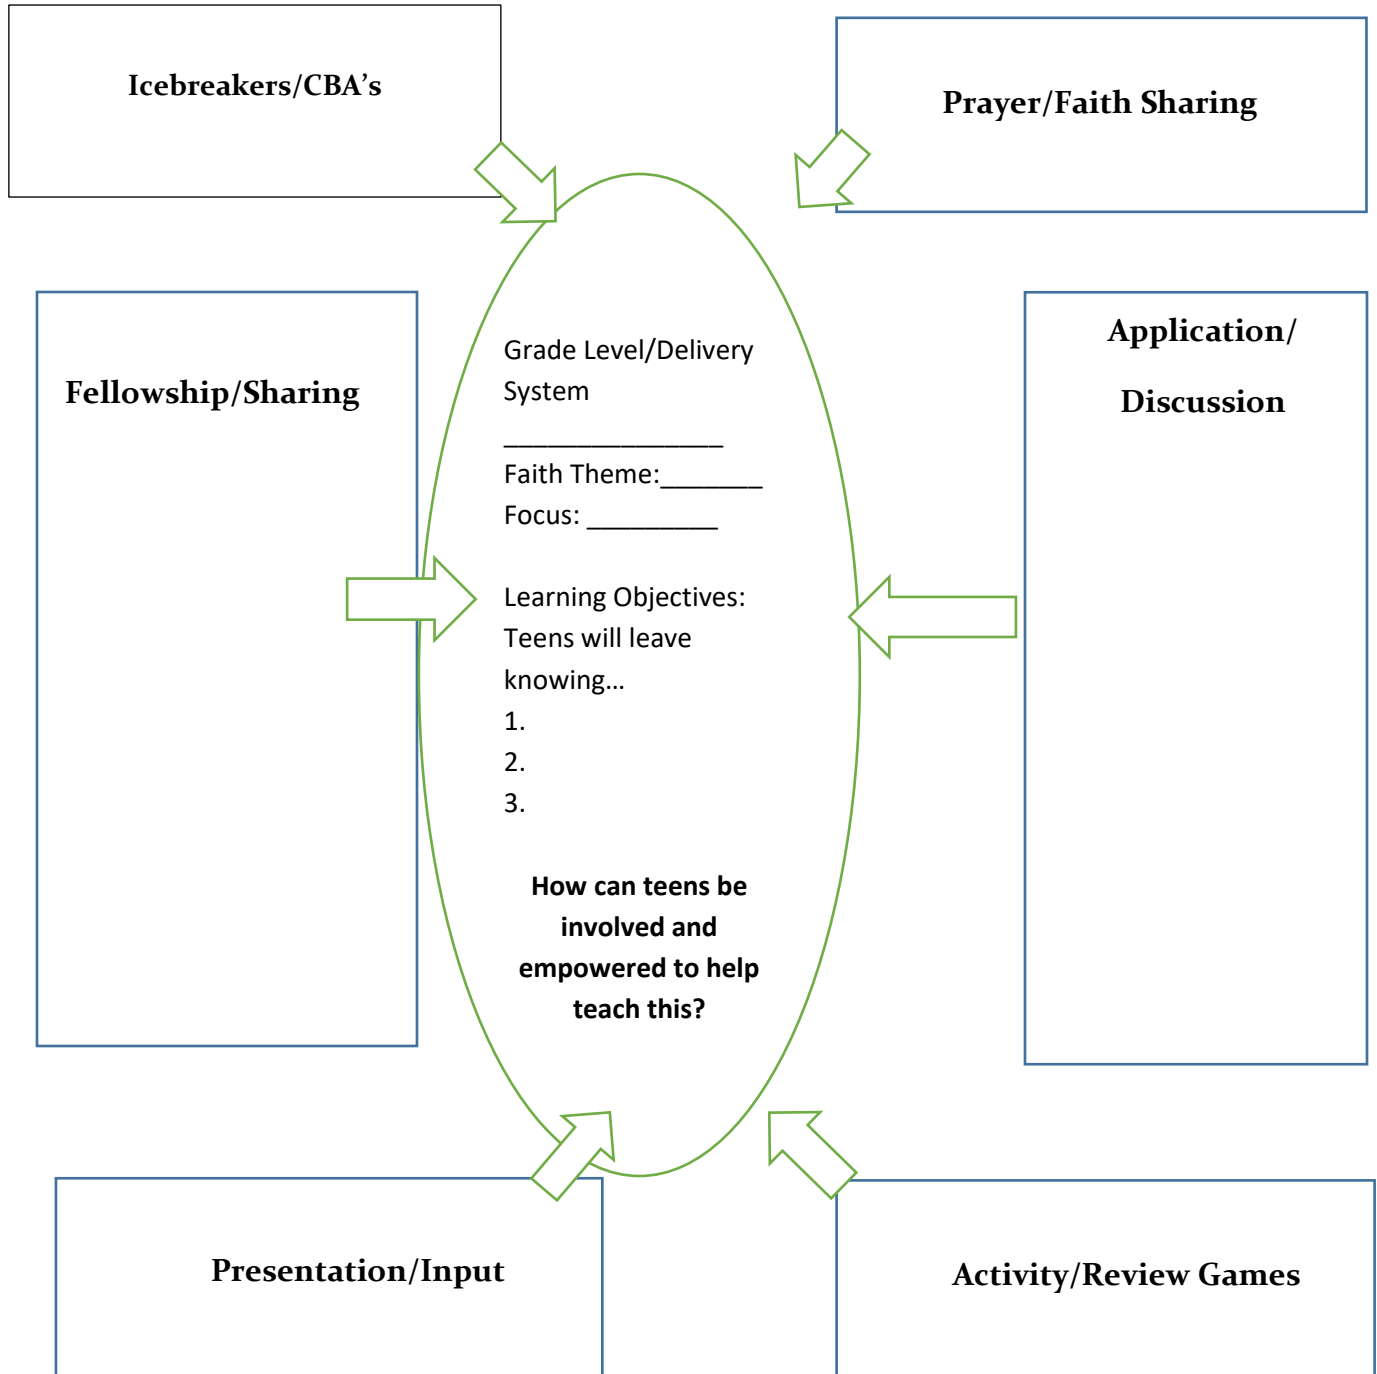 Icebreakers/CBA’s
Prayer/Faith Sharing
Fellowship/Sharing
Grade Level/Delivery
System
_______________
Faith Theme:_______
Focus: _________
Learning Objectives:
Teens will leave
knowing…
1.
2.
3.
How can teens be
involved and
empowered to help
teach this?
Application/
Discussion
Presentation/Input
Activity/Review Games